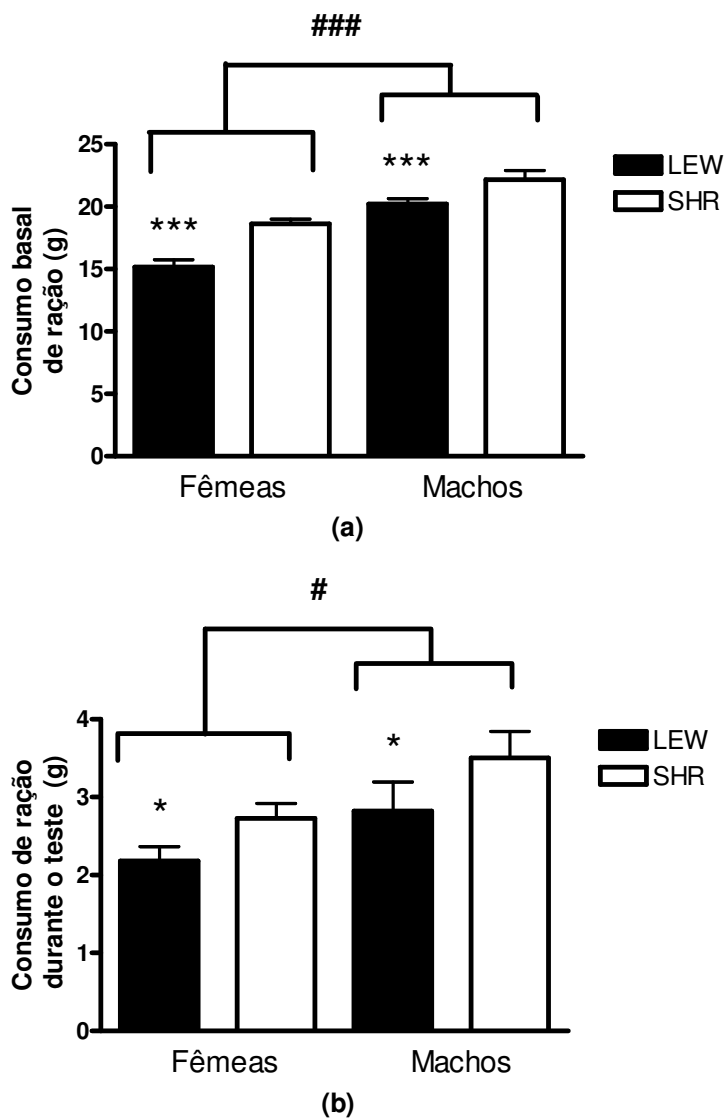 ###
25
20
15
10
5
0
Consumo basal
de ração (g)
***
***
LEW
SHR
Fêmeas
Machos
(a)
#
4
3
2
1
0
Consumo de ração
durante o teste (g)
*
*
LEW
SHR
Fêmeas
Machos
(b)